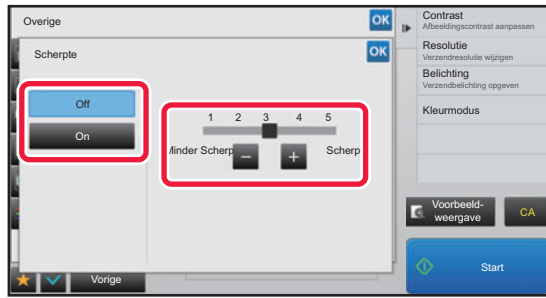 Overige
OK
Scherpte
OK
Off
On
1 2 3 4 5
Minder Scherp
− +
Scherp
Vorige
Contrast
Afbeeldingscontrast aanpassen
Resolutie
Verzendresolutie wijzigen
Belichting
Verzendbelichting opgeven
Kleurmodus
Voorbeeld-
weergave
CA
Start